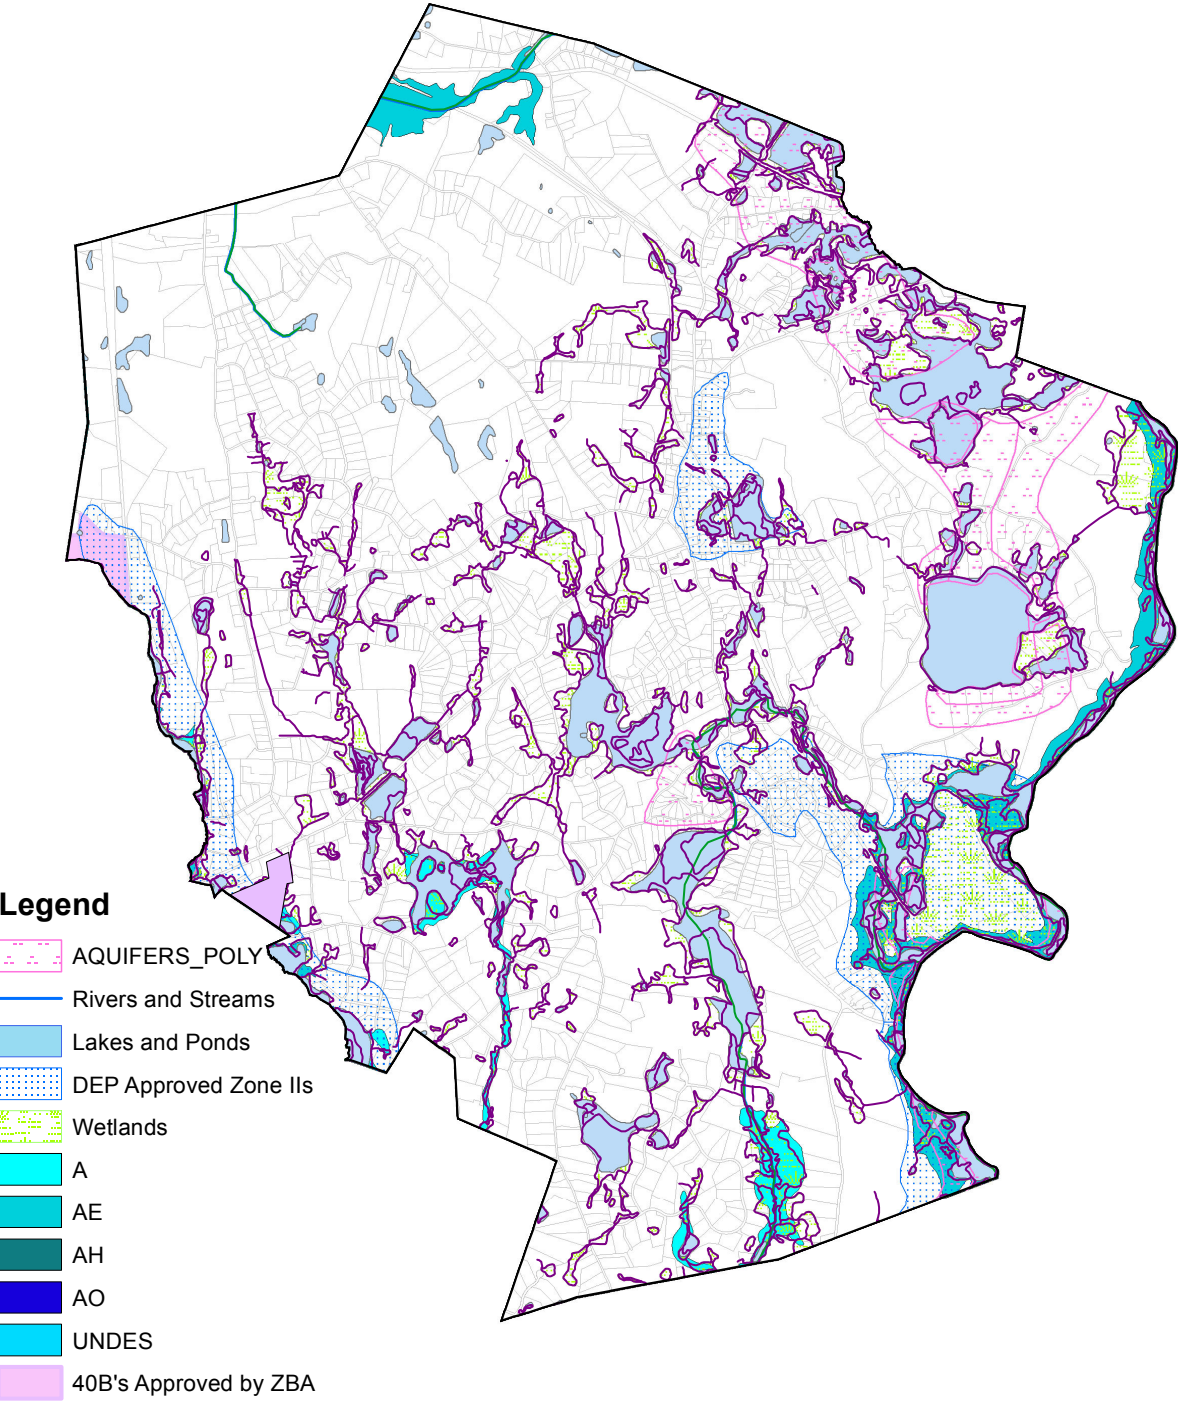 Legend
AQUIFERS_POLY
Rivers and Streams
Lakes and Ponds
DEP Approved Zone IIs
Wetlands
A
AE
AH
AO
UNDES
40B's Approved by ZBA